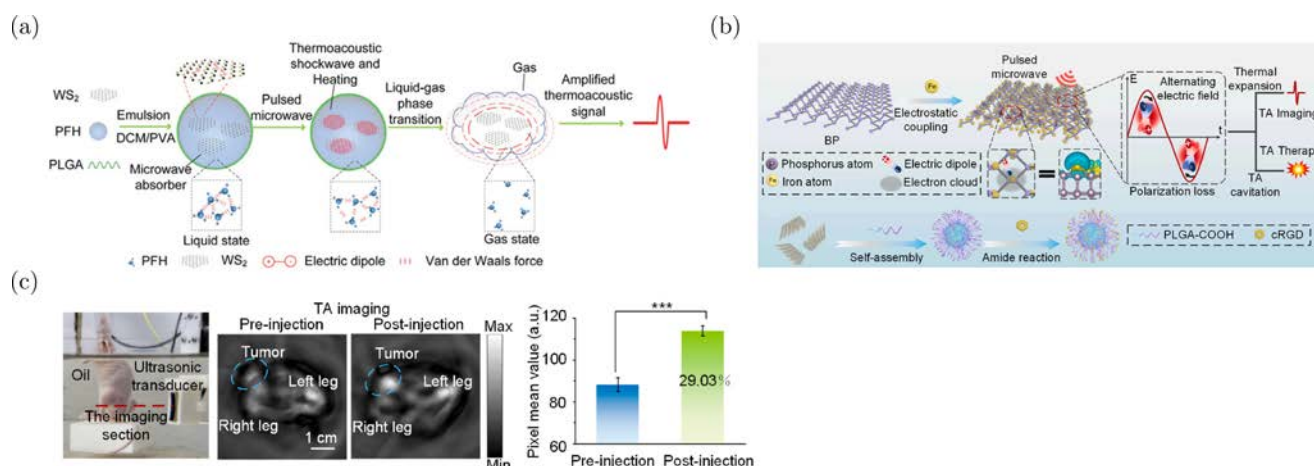 (a)
Thermoacoustic
shockwave and
Heating
WS2
PFH
PLGA
Emulsion
DCM/PVA
Microwave
absorber
Pulsed
microwave
Liquid-gas
phase
transition
Gas
Amplified
thermoacoustic
signal
Liquid state
Gas state
PFH
WS2
Electric dipole
Van der Waals force
(b)
BP
Fe
Electrostatic
coupling
Pulsed
microwave
E
Alternating
electric field
t
Polarization loss
Thermal
expansion
TA Imaging
TA Therapy
TA
cavitation
Phosphorus atom
Electric dipole
Fe
Iron atom
Electron cloud
Self-assembly
Amide reaction
PLGA-COOH
cRGD
(c)
Oil
Ultrasonic
transducer
The imaging
section
TA imaging
Pre-injection
Post-injection
Tumor
Left leg
Right leg
1 cm
Tumor
Left leg
Right leg
Max
Min
Pixel mean value (a.u.)
120
100
80
60
***
29.03%
Pre-injection
Post-injection